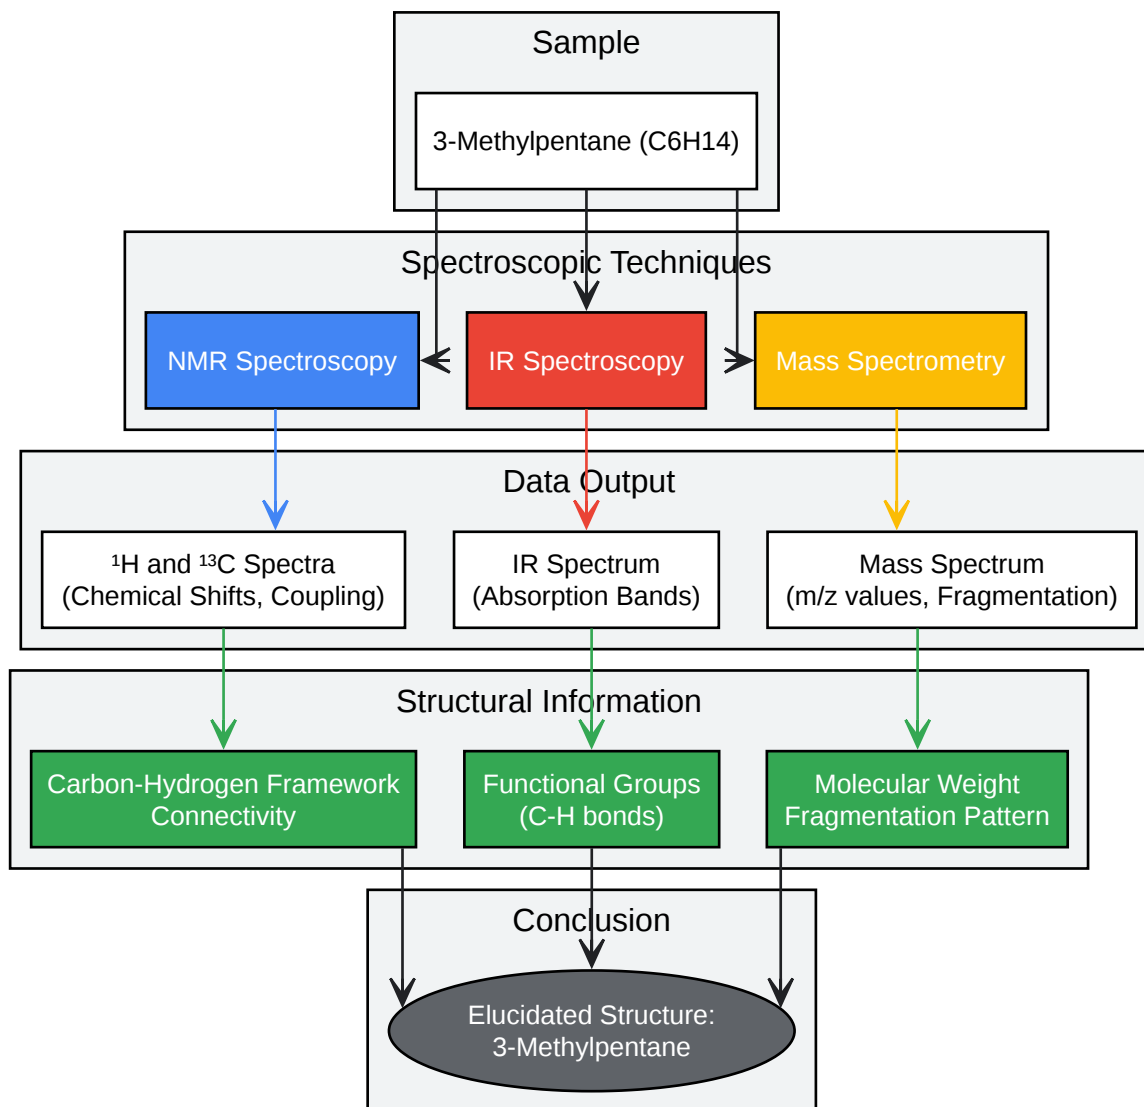 Sample
3-Methylpentane (C6H14)
Spectroscopic Techniques
NMR Spectroscopy
IR Spectroscopy
Mass Spectrometry
Data Output
¹H and ¹³C Spectra
(Chemical Shifts, Coupling)
IR Spectrum
(Absorption Bands)
Mass Spectrum
(m/z values, Fragmentation)
Structural Information
Carbon-Hydrogen Framework
Connectivity
Functional Groups
(C-H bonds)
Molecular Weight
Fragmentation Pattern
Conclusion
Elucidated Structure:
3-Methylpentane